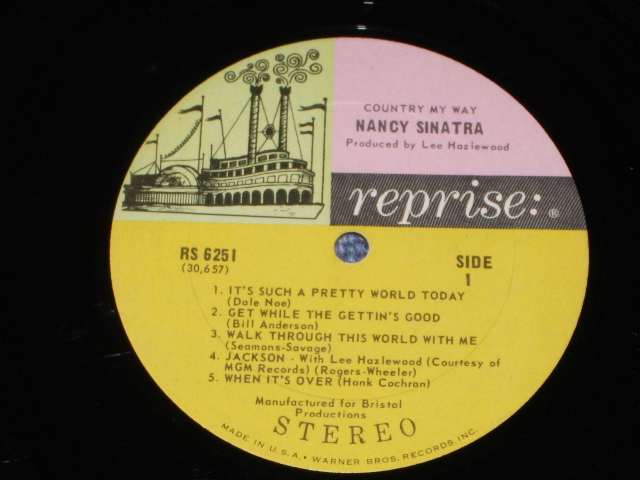 COUNTRY MY WAY
NANCY SINATRA
Produced by Lee Hazlewood
reprise: ®
RS 6251
(30,657)
SIDE
1
1. IT'S SUCH A PRETTY WORLD TODAY
(Dale Noe)
2. GET WHILE THE GETTIN'S GOOD
(Bill Anderson)
3. WALK THROUGH THIS WORLD WITH ME
(Seamons-Savage)
4. JACKSON - With Lee Hazlewood (Courtesy of
MGM Records) (Rogers-Wheeler)
5. WHEN IT'S OVER (Hank Cochran)
Manufactured for Bristol
Productions
STEREO
MADE IN U.S.A. • WARNER BROS. RECORDS, INC.